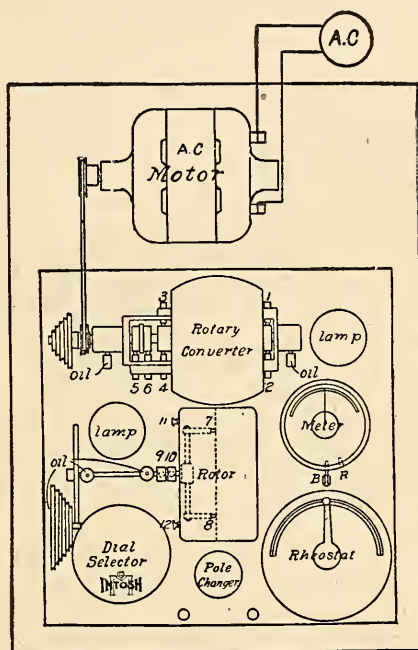 A.C
A.C
Motor
3
1
Rotary
Converter
lamp
oil
5 6 4
2
oil
lamp
11
7
Meter
oil
9 10
Rotor
B R
12
8
Dial
Selector
M
INTOSH
Pole
Changer
Rheostat